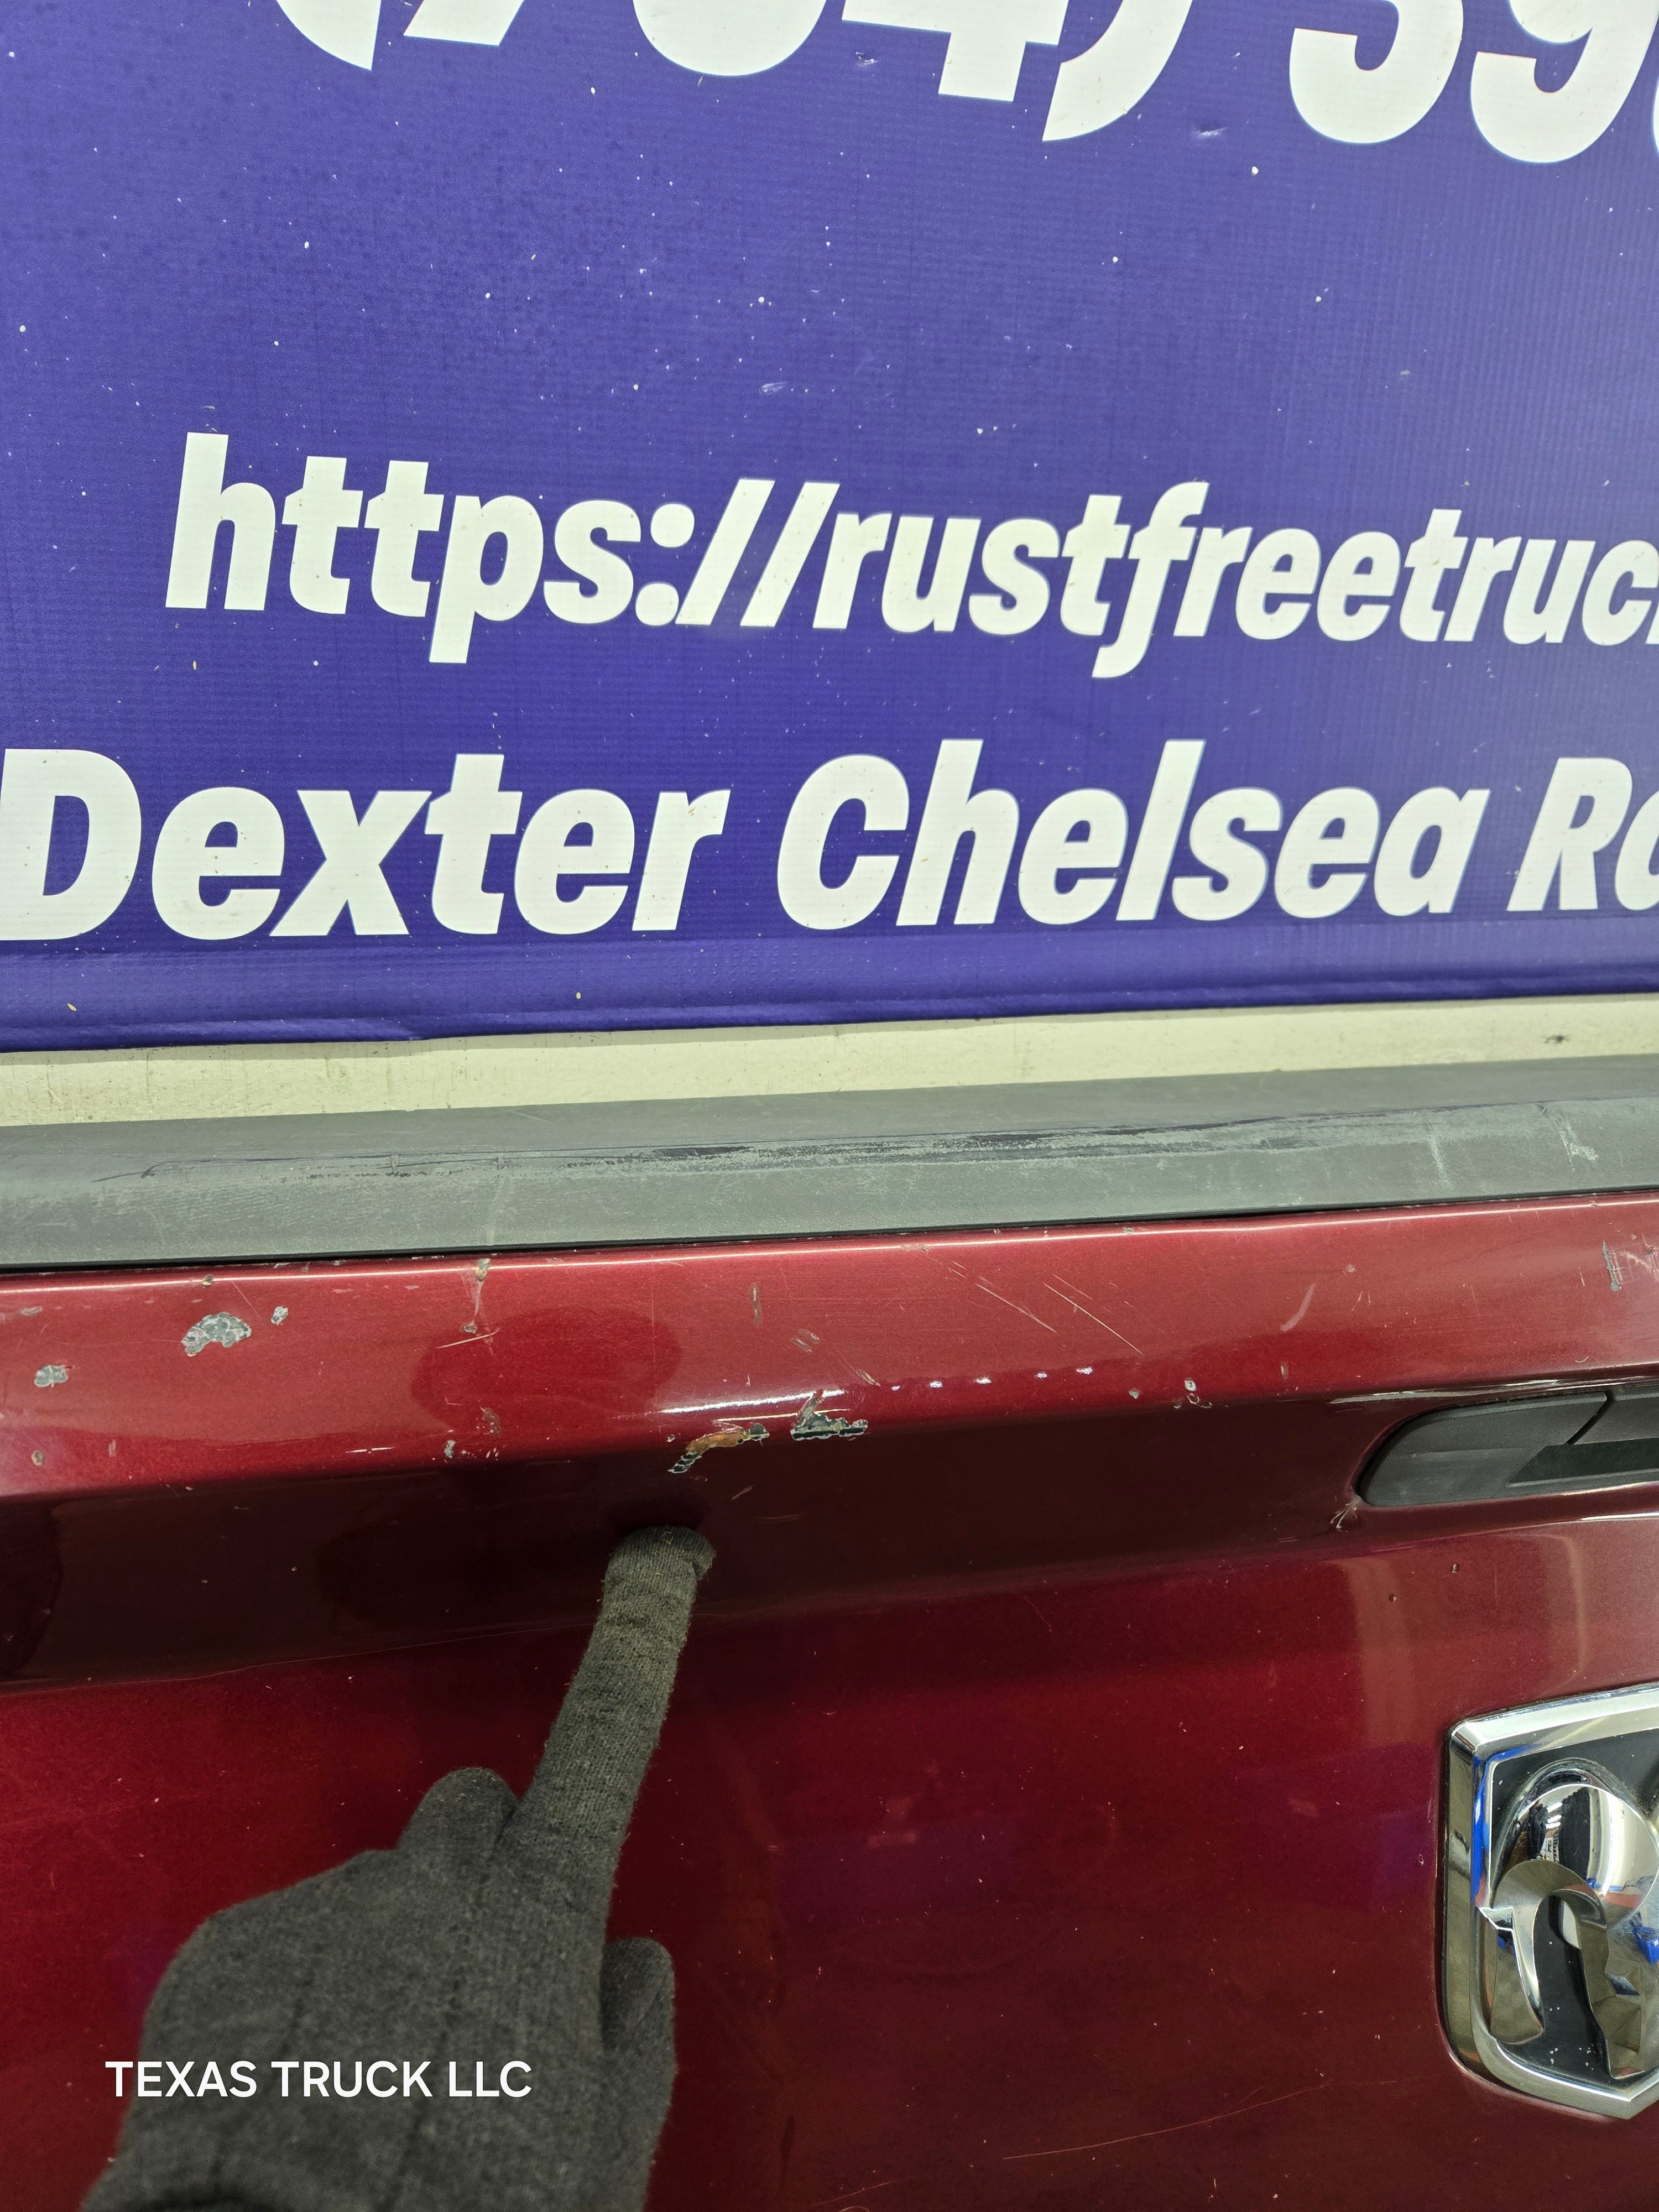 https://rustfreetruc
Dexter Chelsea
TEXAS TRUCK LLC